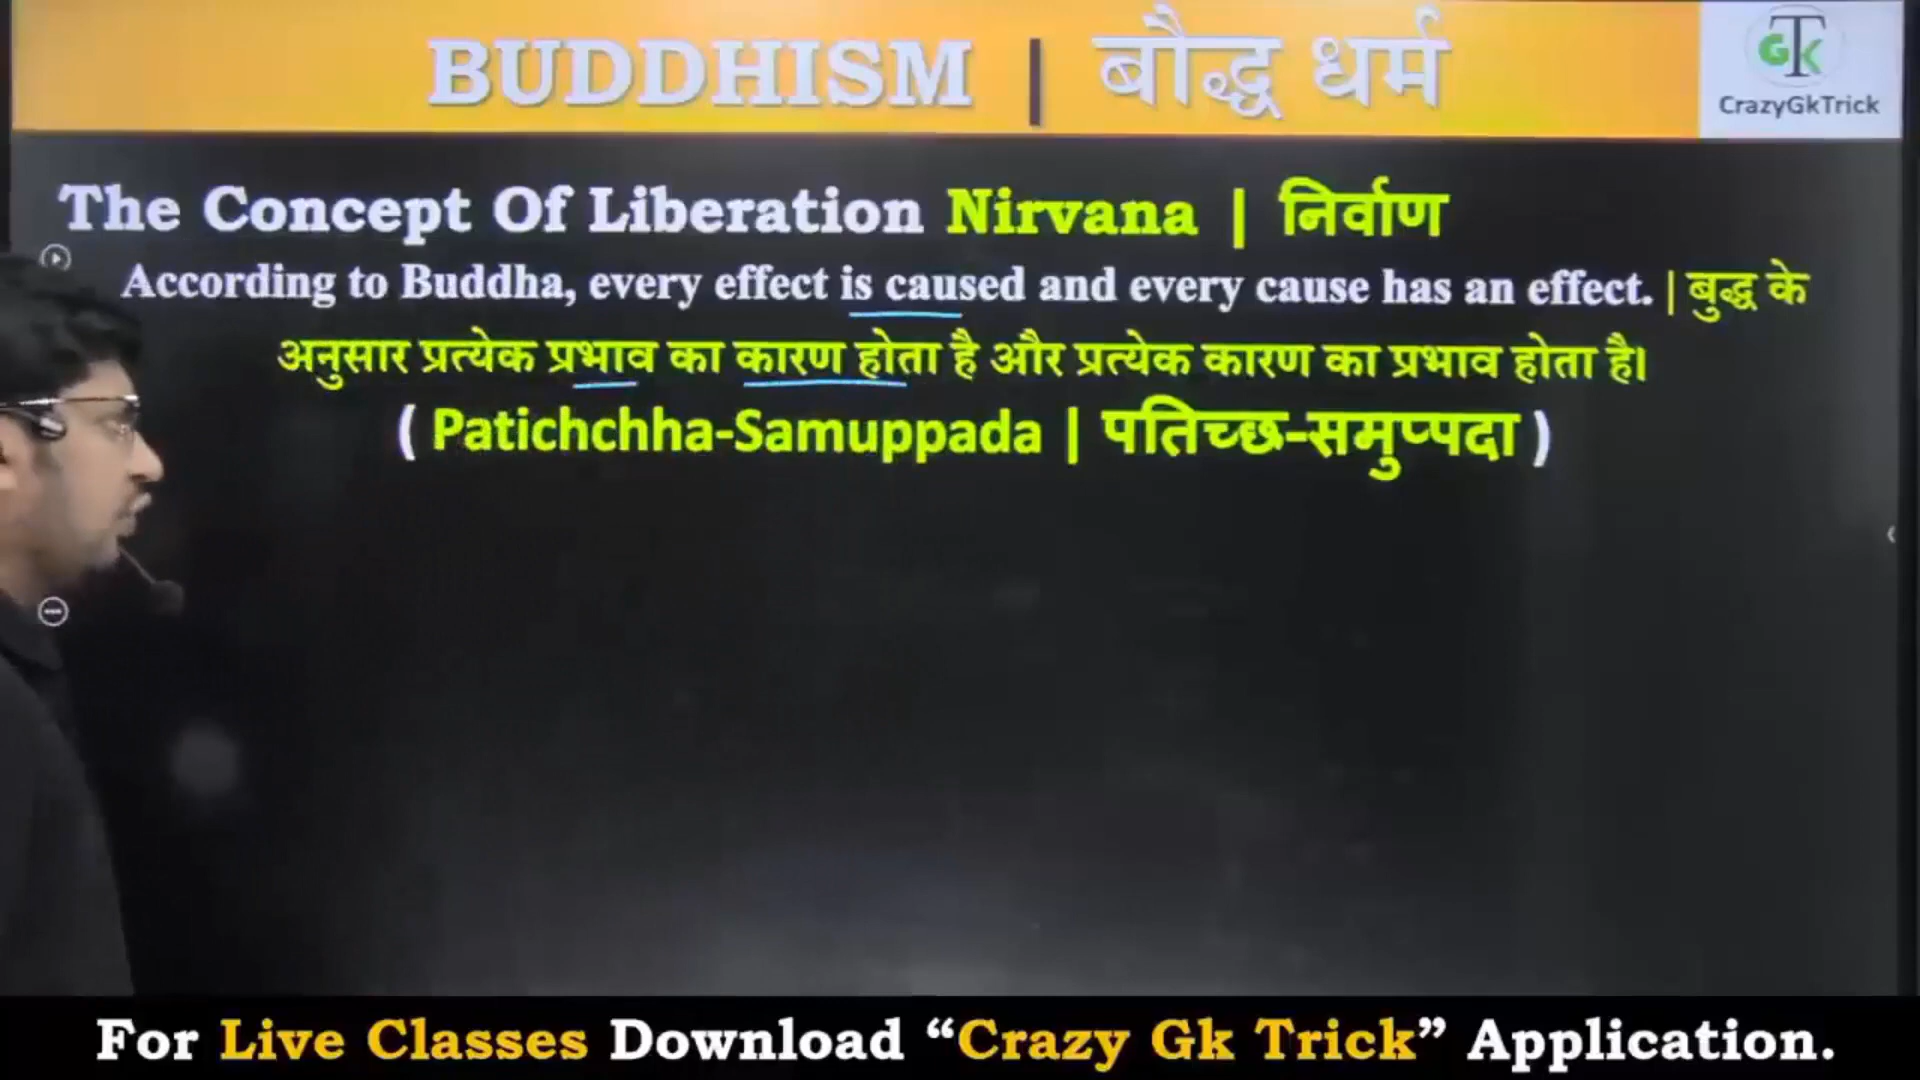 BUDDHISM | बौद्ध धर्म
GTK
CrazyGkTrick
The Concept Of Liberation Nirvana | निर्वाण
According to Buddha, every effect is caused and every cause has an effect. | बुद्ध के
अनुसार प्रत्येक प्रभाव का कारण होता है और प्रत्येक कारण का प्रभाव होता है।
( Patichchha-Samuppada | पतिच्छ-समुप्पदा )
For Live Classes Download “Crazy Gk Trick” Application.